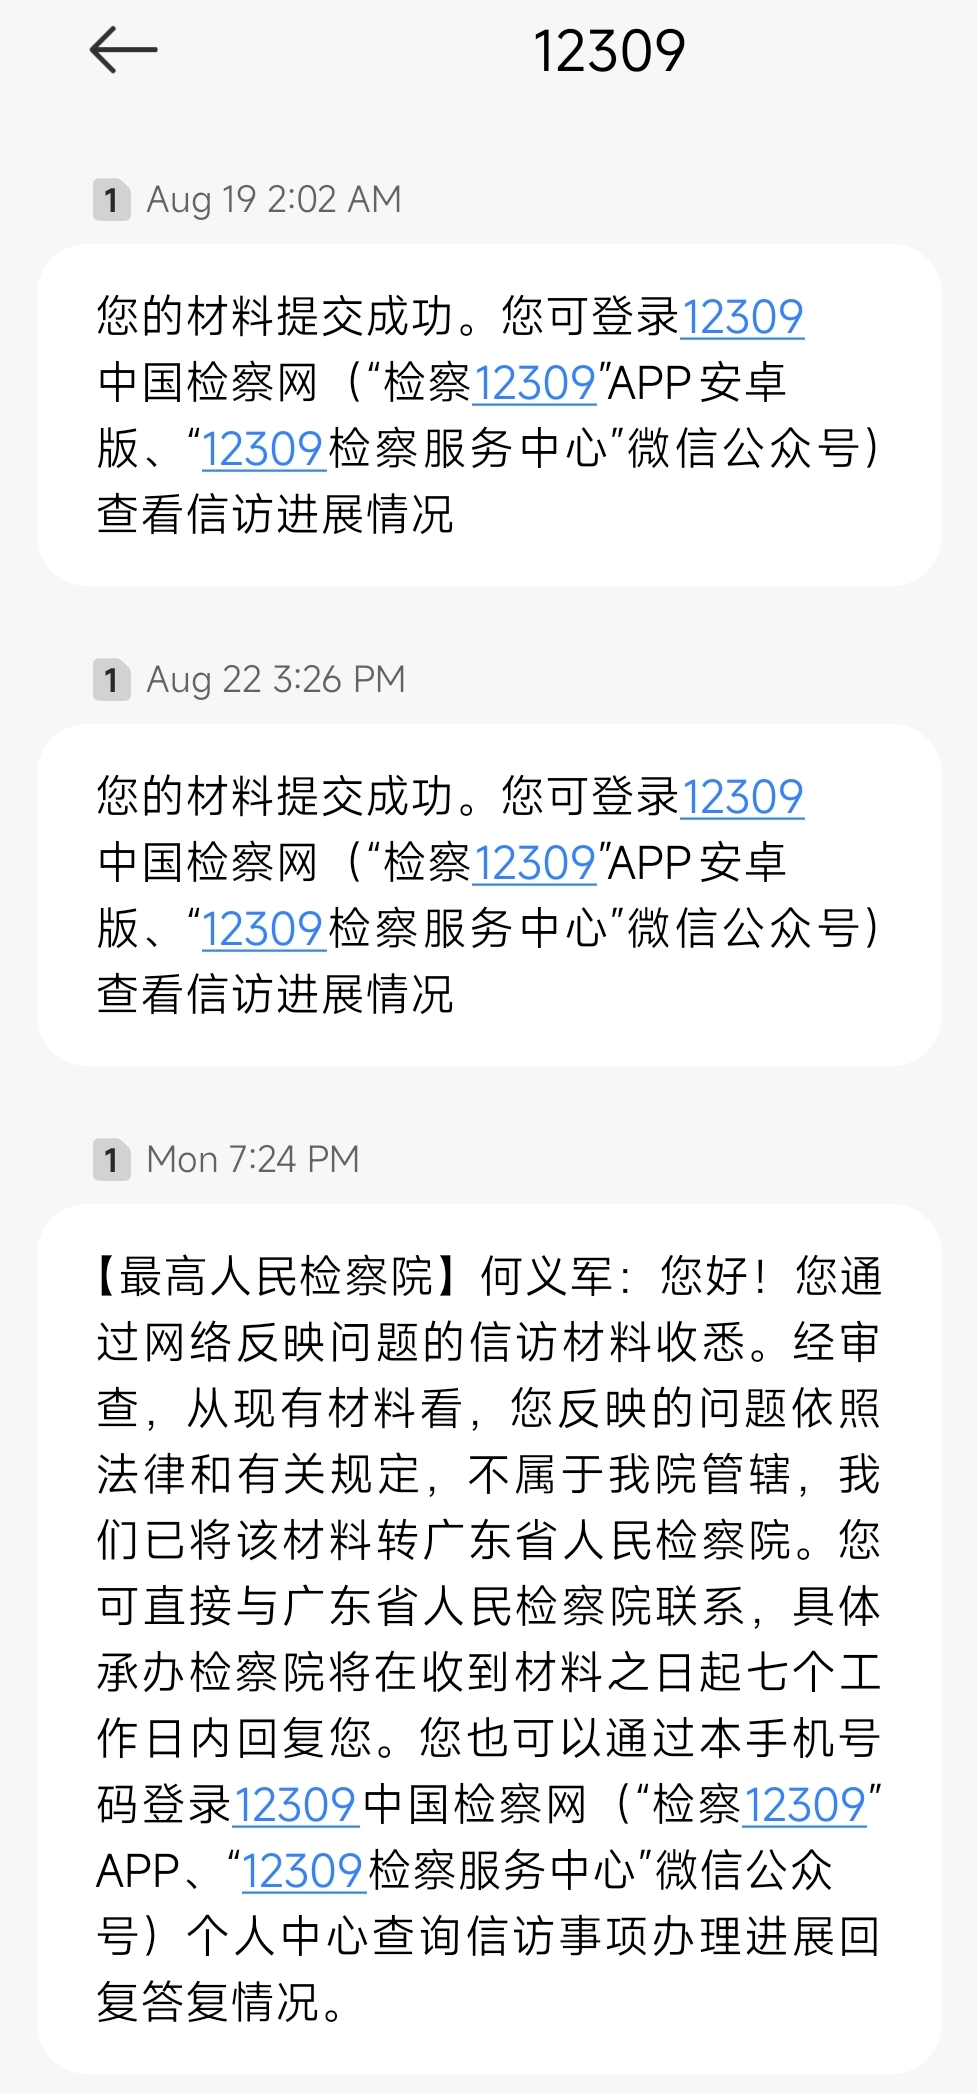 12309
1 Aug 19 2:02 AM
您的材料提交成功。您可登录12309
中国检察网（“检察12309”APP安卓
版、“12309检察服务中心”微信公众号）
查看信访进展情况
1 Aug 22 3:26 PM
您的材料提交成功。您可登录12309
中国检察网（“检察12309”APP安卓
版、“12309检察服务中心”微信公众号）
查看信访进展情况
1 Mon 7:24 PM
【最高人民检察院】何义军：您好！您通
过网络反映问题的信访材料收悉。经审
查，从现有材料看，您反映的问题依照
法律和有关规定，不属于我院管辖，我
们已将该材料转广东省人民检察院。您
可直接与广东省人民检察院联系，具体
承办检察院将在收到材料之日起七个工
作日内回复您。您也可以通过本手机号
码登录12309中国检察网（“检察12309”
APP、“12309检察服务中心”微信公众
号）个人中心查询信访事项办理进展回
复答复情况。